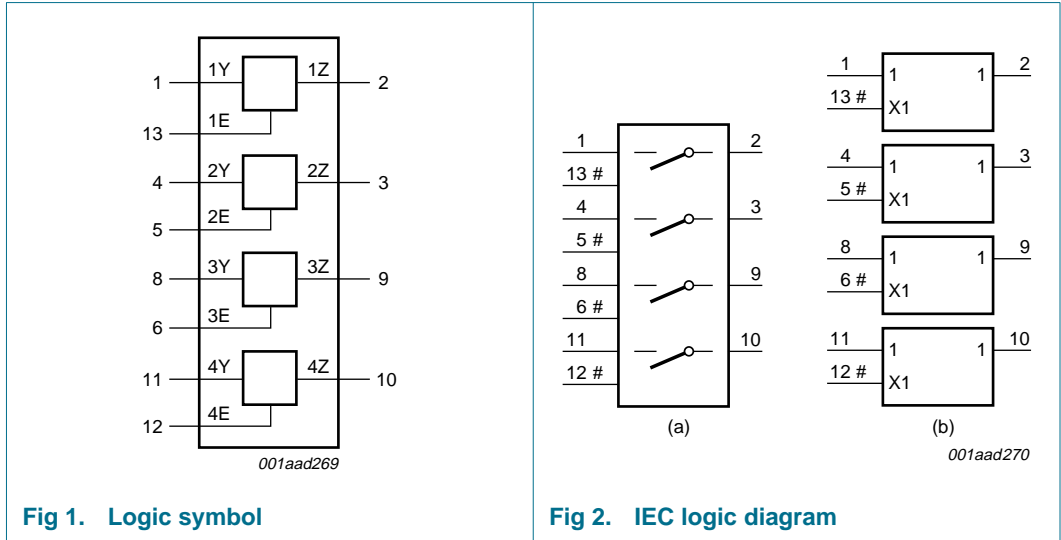 1 1Y 1Z 2
13 1E
4 2Y 2Z 3
5 2E
8 3Y 3Z 9
6 3E
11 4Y 4Z 10
12 4E
001aad269
Fig 1. Logic symbol
1 2
13 #
4 3
5 #
8 9
6 #
11 10
12 #
(a)
1 1 1 2
13 # X1
4 1 1 3
5 # X1
8 1 1 9
6 # X1
11 1 1 10
12 # X1
(b)
001aad270
Fig 2. IEC logic diagram